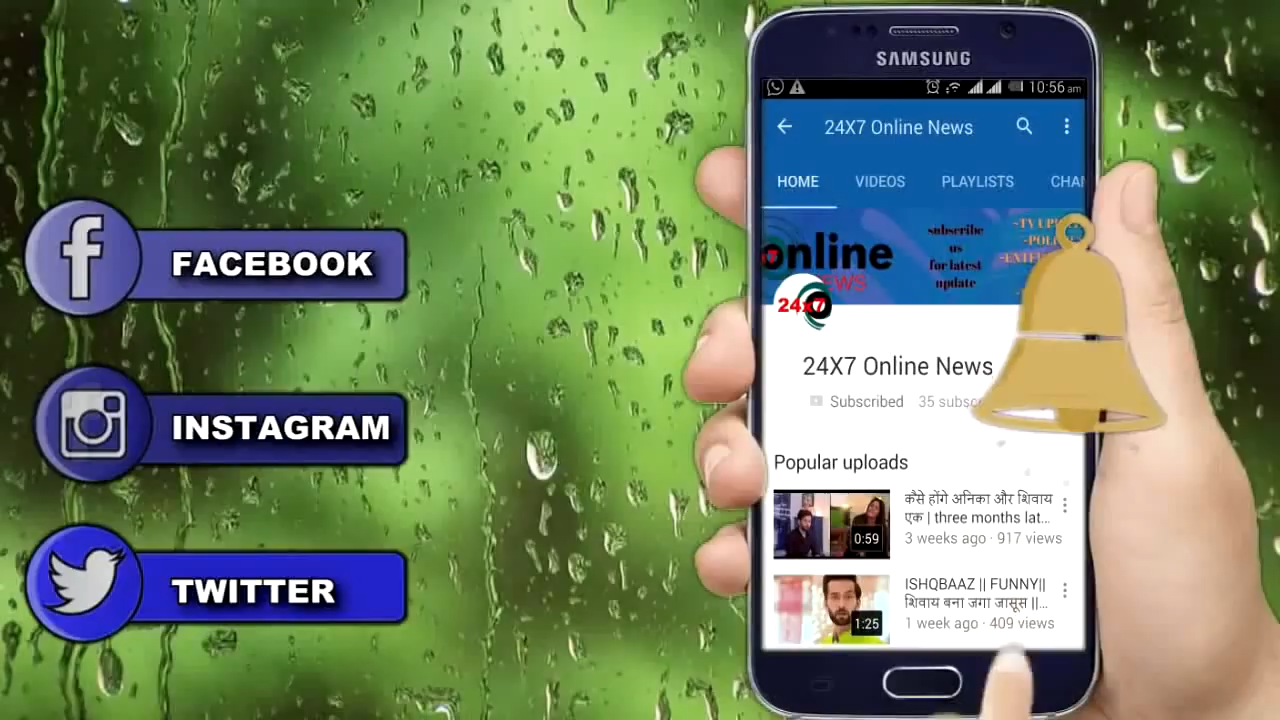 FACEBOOK
INSTAGRAM
TWITTER
SAMSUNG
10:56 am
24X7 Online News
HOME VIDEOS PLAYLISTS
online
NEWS
subscribe
us
for latest
update
24x7
24X7 Online News
Subscribed 35
Popular uploads
0:59
कैसे होंगे अनिका और शिवाय
एक | three months lat...
3 weeks ago · 917 views
1:25
ISHQBAAZ || FUNNY||
शिवाय बना जगा जासूस ||...
1 week ago · 409 views